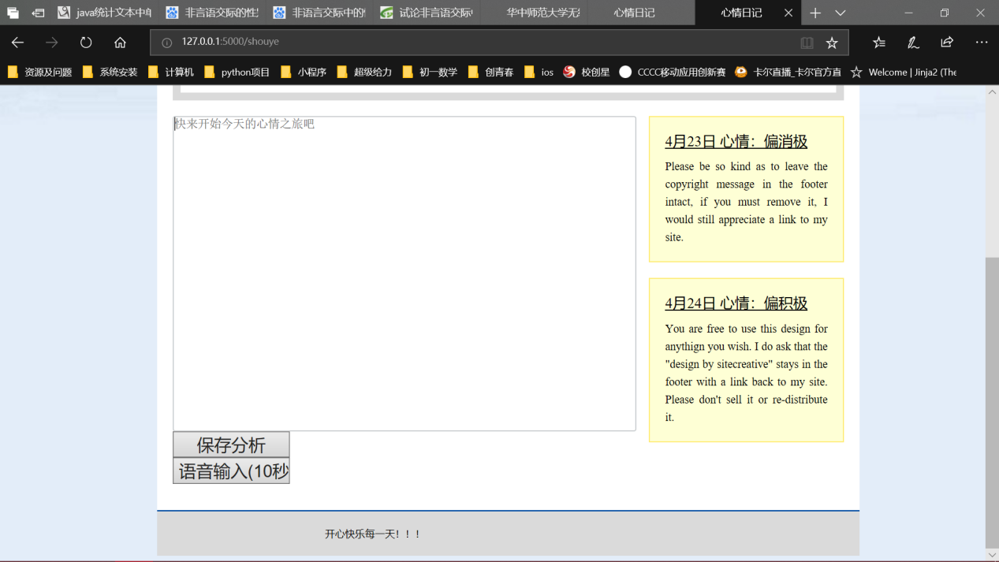 java统计文本中单
非言语交际的性
非语言交际中的
试论非言语交际
华中师范大学无
心情日记
心情日记
127.0.0.1:5000/shouye
资源及问题
系统安装
计算机
python项目
小程序
超级给力
初一数学
创青春
ios
校创星
CCCC移动应用创新赛
卡尔直播_卡尔官方直
Welcome | Jinja2 (The
快来开始今天的心情之旅吧
保存分析
语音输入(10秒
4月23日 心情：偏消极
Please be so kind as to leave the
copyright message in the footer
intact, if you must remove it, I
would still appreciate a link to my
site.
4月24日 心情：偏积极
You are free to use this design for
anythign you wish. I do ask that the
"design by sitecreative" stays in the
footer with a link back to my site.
Please don't sell it or re-distribute
it.
开心快乐每一天！！！